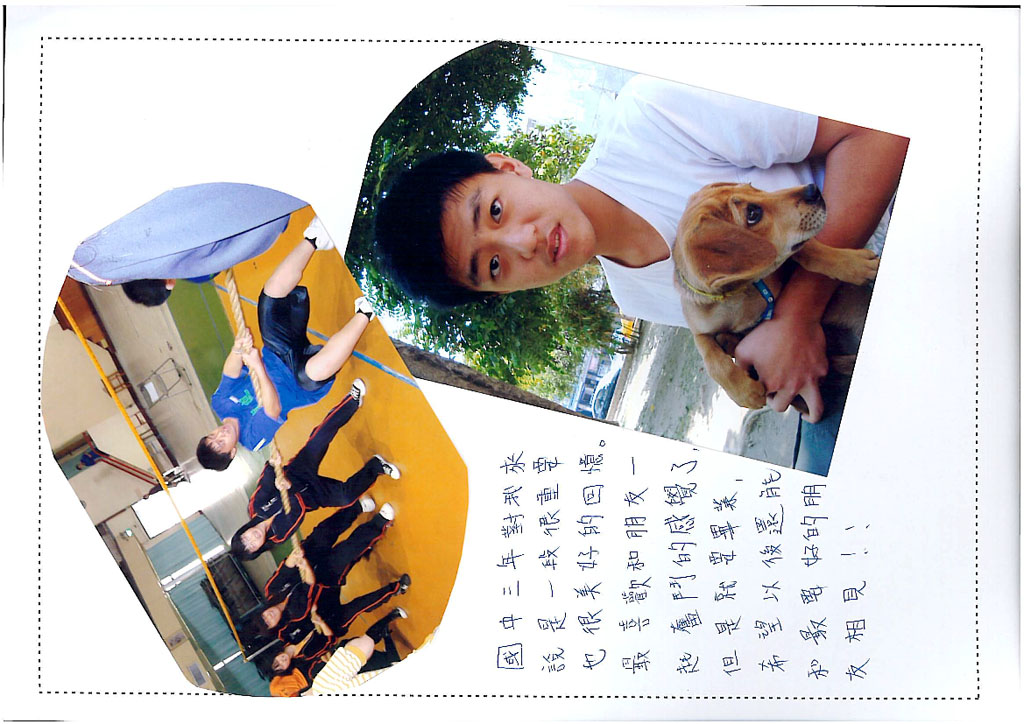 國中三年對我來
說是一段很重要
也很美好的回憶。
最喜歡和朋友一
起奮鬥的感覺了,
但是就要畢業,
希望以後還能
和最要好的朋
友相見!!